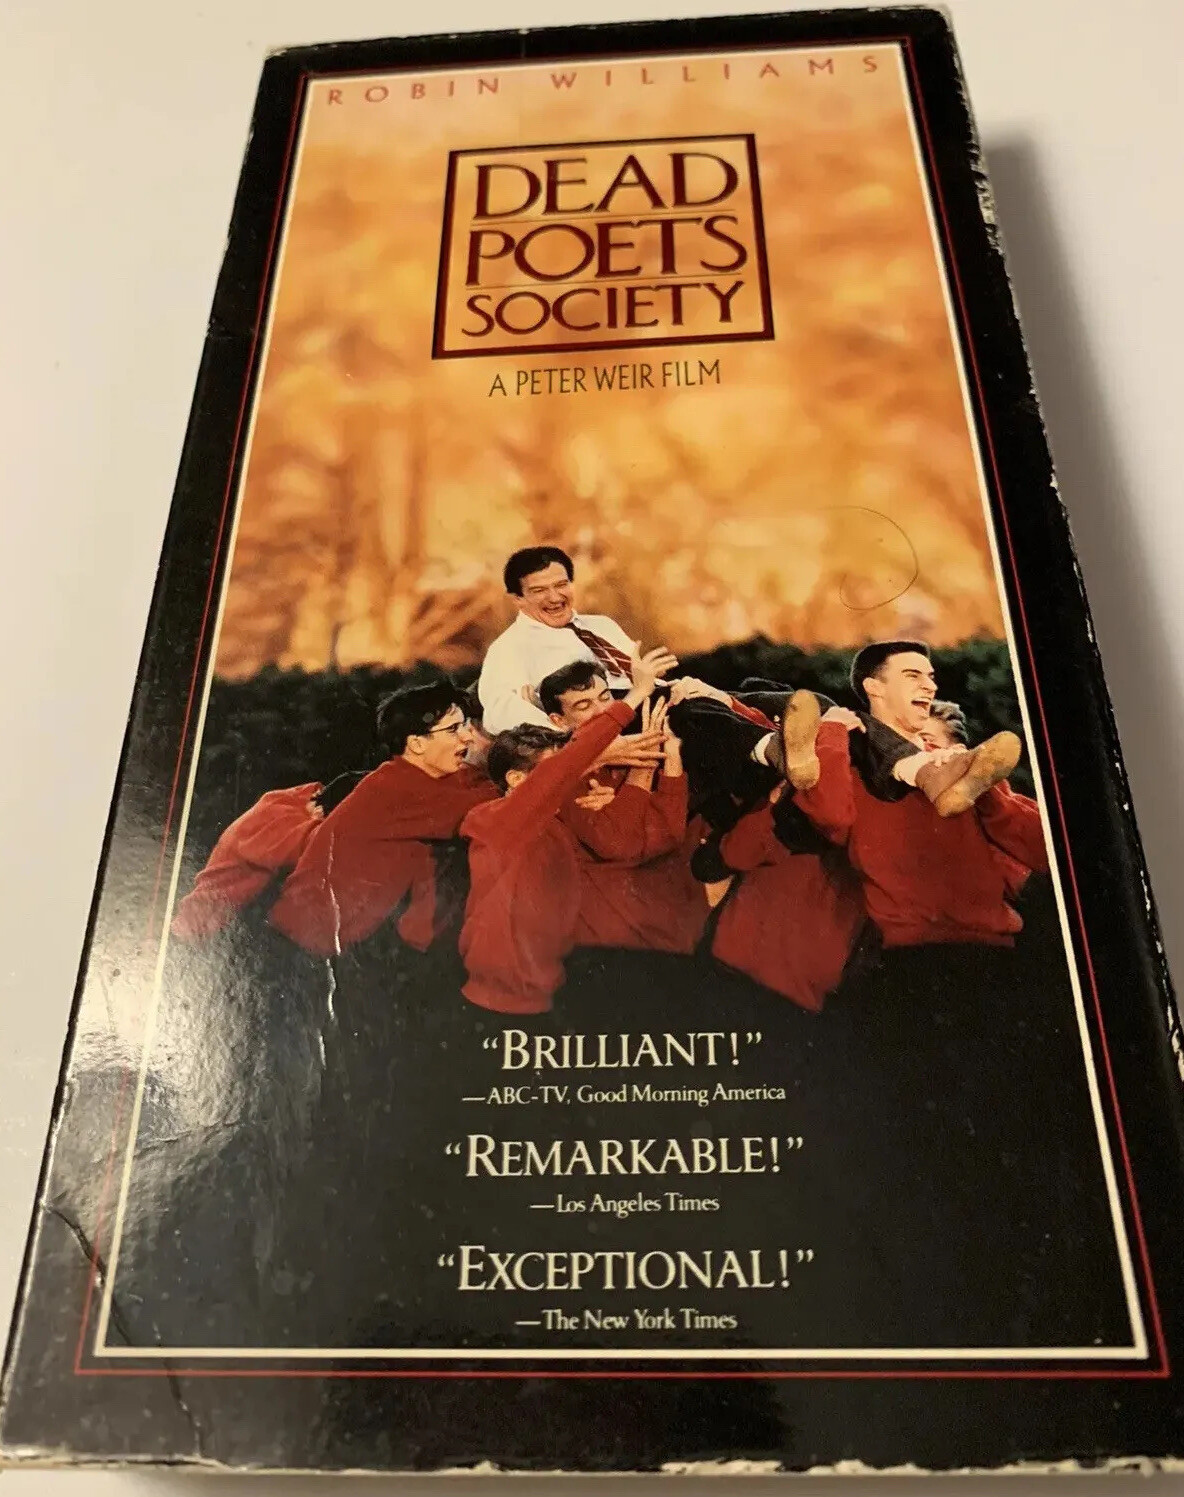 ROBIN WILLIAMS
DEAD
POETS
SOCIETY
A PETER WEIR FILM
“BRILLIANT!”
—ABC-TV, Good Morning America
“REMARKABLE!”
—Los Angeles Times
“EXCEPTIONAL!”
—The New York Times